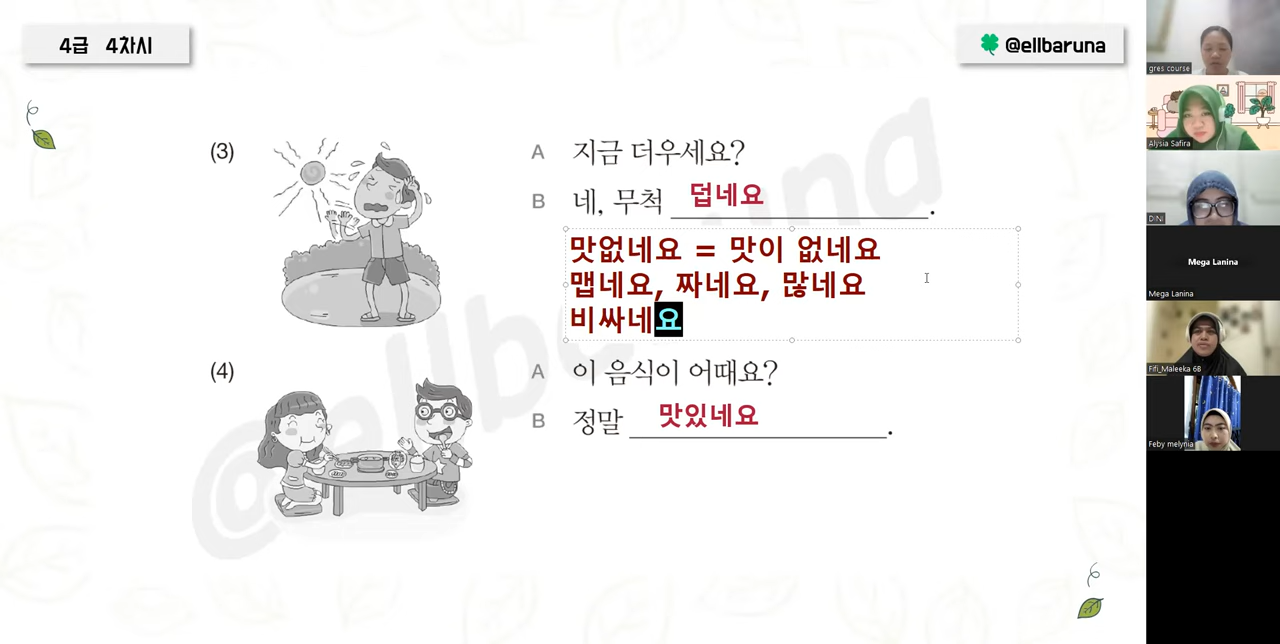 4급 4차시
@ellbaruna
(3)
A 지금 더우세요?
B 네, 무척 덥네요.
맛없네요 = 맛이 없네요
맵네요, 짜네요, 많네요
비싸네요
(4)
A 이 음식이 어때요?
B 정말 맛있네요.
@ellbaruna
gres course
Alysia Safira
DINI
Mega Lanina
Mega Lanina
Fifi_Maleeka 6B
Feby melynia